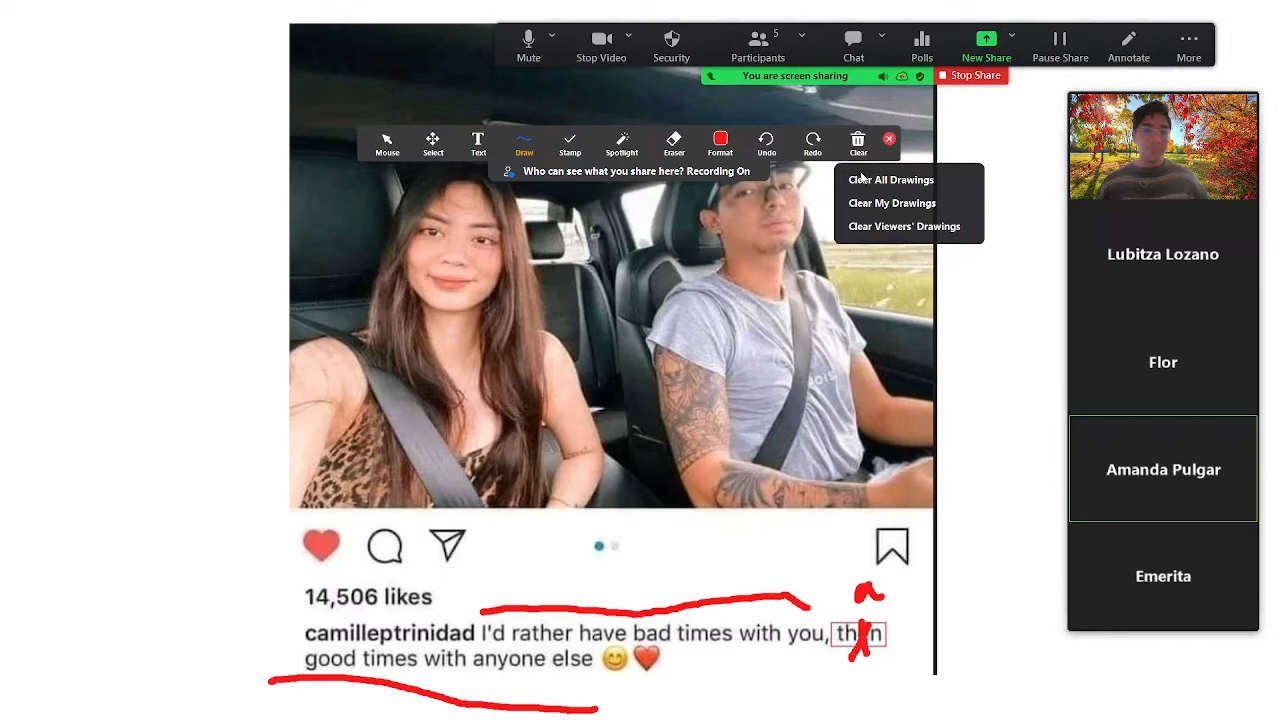 Mute
Stop Video
Security
Participants
5
Chat
Polls
New Share
Pause Share
Annotate
More
You are screen sharing
Stop Share
Mouse
Select
Text
Draw
Stamp
Spotlight
Eraser
Format
Undo
Redo
Clear
Who can see what you share here? Recording On
Clear All Drawings
Clear My Drawings
Clear Viewers' Drawings
Lubitza Lozano
Flor
Amanda Pulgar
Emerita
14,506 likes
a
camilleptrinidad I'd rather have bad times with you, then
good times with anyone else 😊❤️